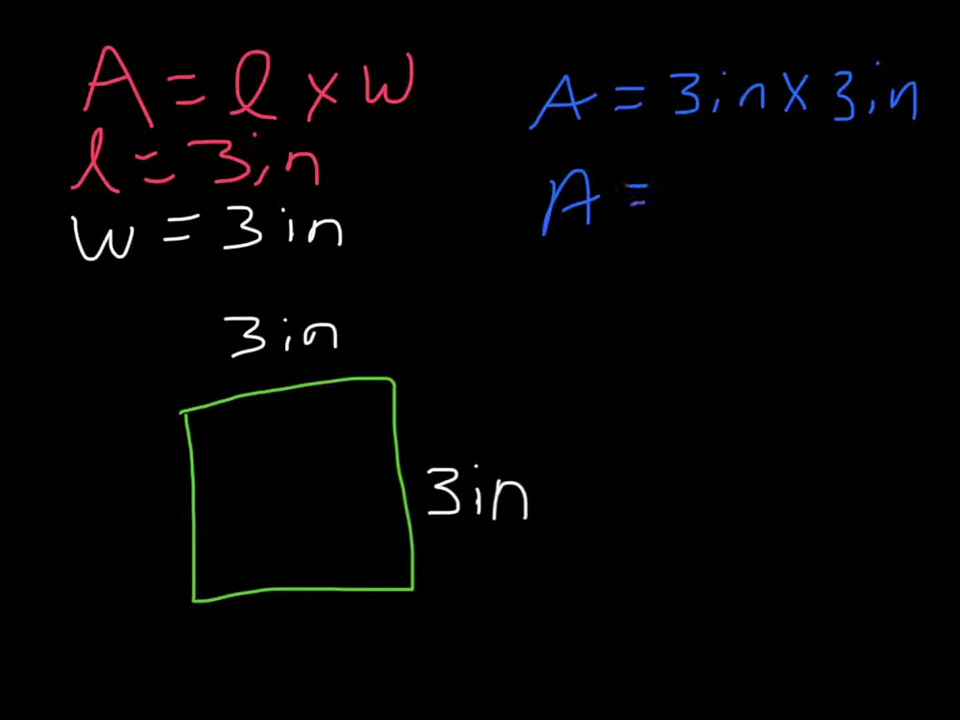 A = l x w
l = 3in
w = 3in
A = 3in x 3in
A =
3in
3in